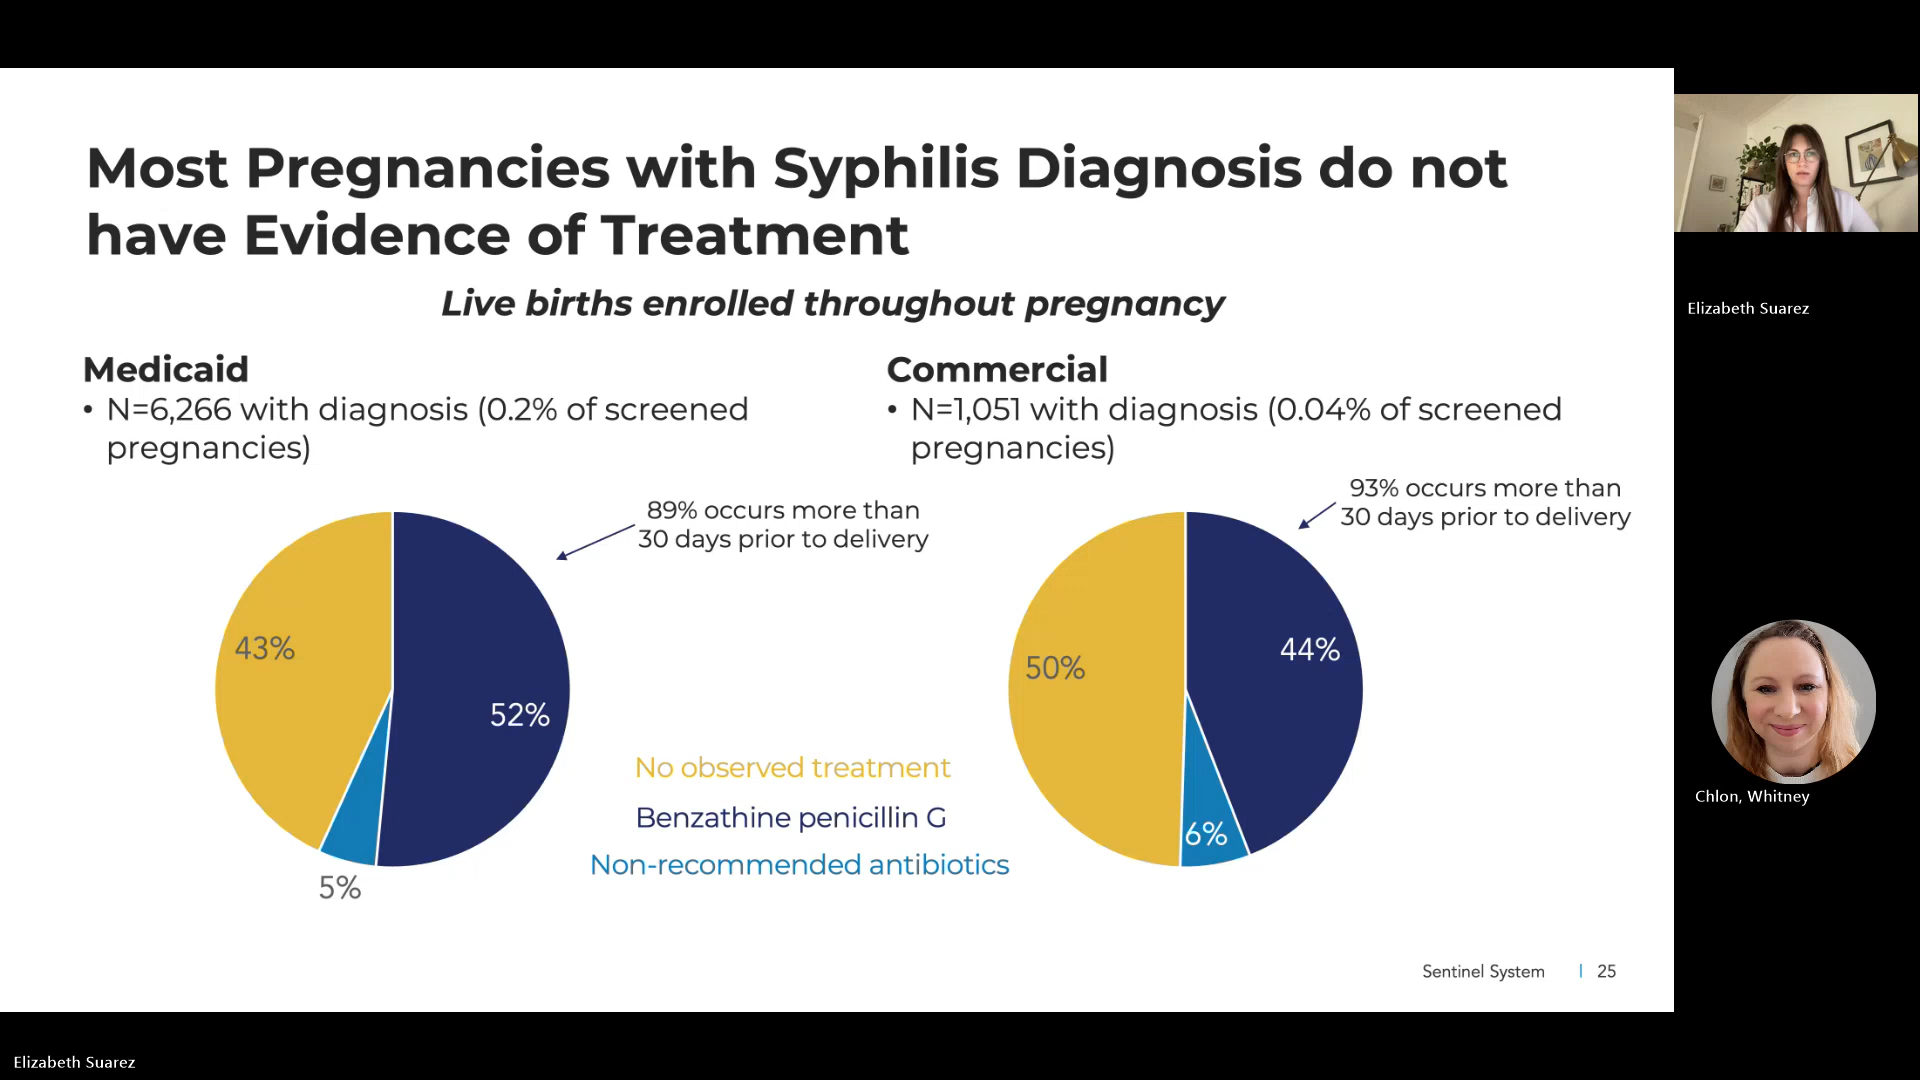 Most Pregnancies with Syphilis Diagnosis do not
have Evidence of Treatment
Live births enrolled throughout pregnancy
Medicaid
• N=6,266 with diagnosis (0.2% of screened
pregnancies)
89% occurs more than
30 days prior to delivery
43%
52%
5%
No observed treatment
Benzathine penicillin G
Non-recommended antibiotics
Commercial
• N=1,051 with diagnosis (0.04% of screened
pregnancies)
93% occurs more than
30 days prior to delivery
50%
44%
6%
Sentinel System | 25
Elizabeth Suarez
Chlon, Whitney
Elizabeth Suarez